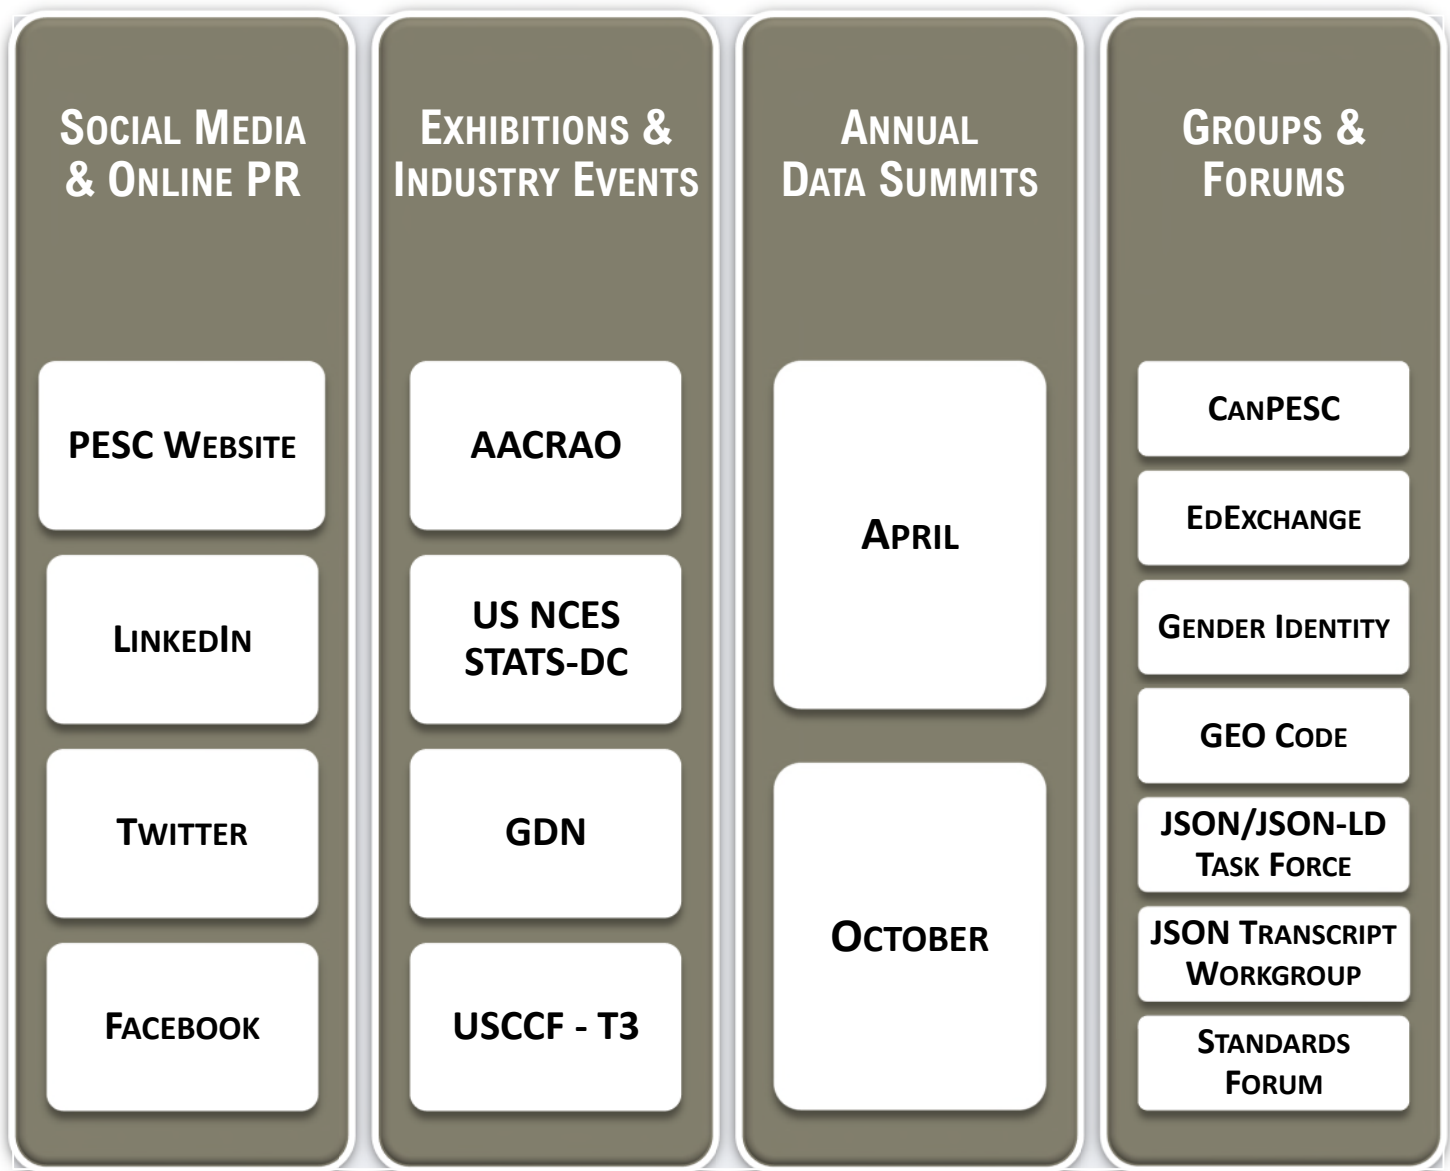 Social Media
& Online PR
PESC Website
LinkedIn
Twitter
Facebook
Exhibitions &
Industry Events
AACRAO
US NCES
STATS-DC
GDN
USCCF - T3
Annual
Data Summits
April
October
Groups &
Forums
CanPESC
EdExchange
Gender Identity
GEO Code
JSON/JSON-LD
Task Force
JSON Transcript
Workgroup
Standards
Forum